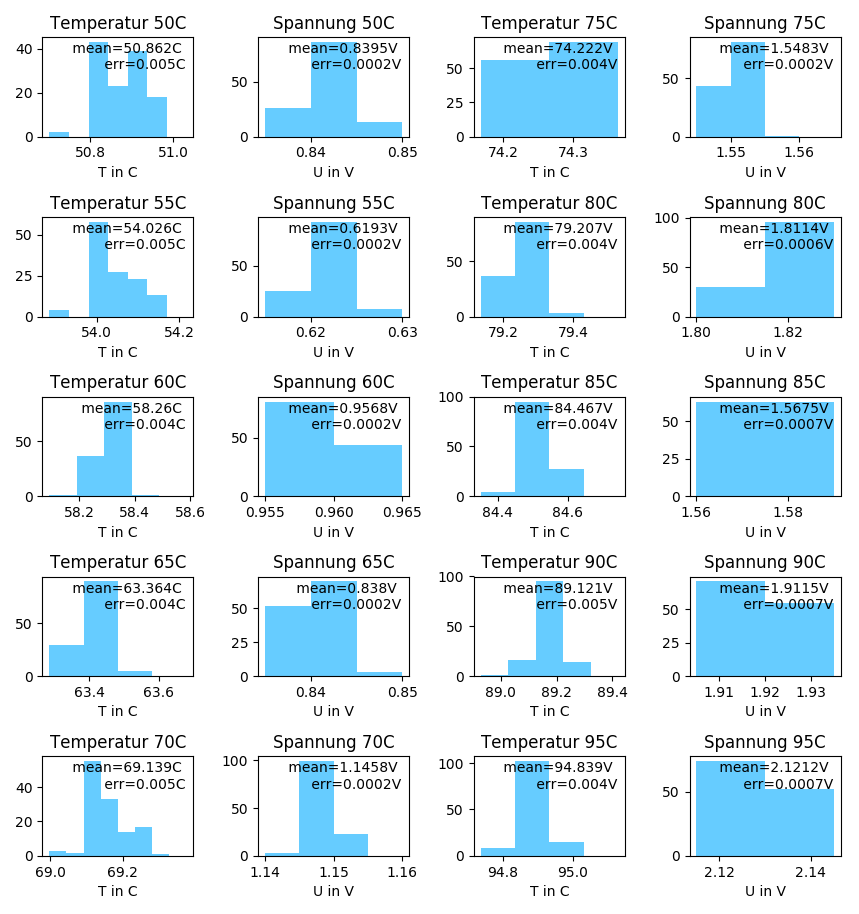 Temperatur 50C
mean=50.862C
err=0.005C
40
20
0
50.8 51.0
T in C
Spannung 50C
mean=0.8395V
err=0.0002V
50
0
0.84 0.85
U in V
Temperatur 75C
mean=74.222C
err=0.004V
50
25
0
74.2 74.3
T in C
Spannung 75C
mean=1.5483V
err=0.0002V
50
0
1.55 1.56
U in V
Temperatur 55C
mean=54.026C
err=0.005C
50
25
0
54.0 54.2
T in C
Spannung 55C
mean=0.6193V
err=0.0002V
50
0
0.62 0.63
U in V
Temperatur 80C
mean=79.207C
err=0.004V
50
0
79.2 79.4
T in C
Spannung 80C
mean=1.8114V
err=0.0006V
100
50
0
1.80 1.82
U in V
Temperatur 60C
mean=58.26C
err=0.004C
50
0
58.2 58.4 58.6
T in C
Spannung 60C
mean=0.9568V
err=0.0002V
50
0
0.955 0.960 0.965
U in V
Temperatur 85C
mean=84.467C
err=0.004V
100
50
0
84.4 84.6
T in C
Spannung 85C
mean=1.5675V
err=0.0007V
50
25
0
1.56 1.58
U in V
Temperatur 65C
mean=63.364C
err=0.004C
50
0
63.4 63.6
T in C
Spannung 65C
mean=0.838V
err=0.0002V
50
25
0
0.84 0.85
U in V
Temperatur 90C
mean=89.121C
err=0.005V
100
50
0
89.0 89.2 89.4
T in C
Spannung 90C
mean=1.9115V
err=0.0007V
50
25
0
1.91 1.92 1.93
U in V
Temperatur 70C
mean=69.139C
err=0.005C
40
20
0
69.0 69.2
T in C
Spannung 70C
mean=1.1458V
err=0.0002V
100
50
0
1.14 1.15 1.16
U in V
Temperatur 95C
mean=94.839C
err=0.004V
100
50
0
94.8 95.0
T in C
Spannung 95C
mean=2.1212V
err=0.0007V
50
0
2.12 2.14
U in V